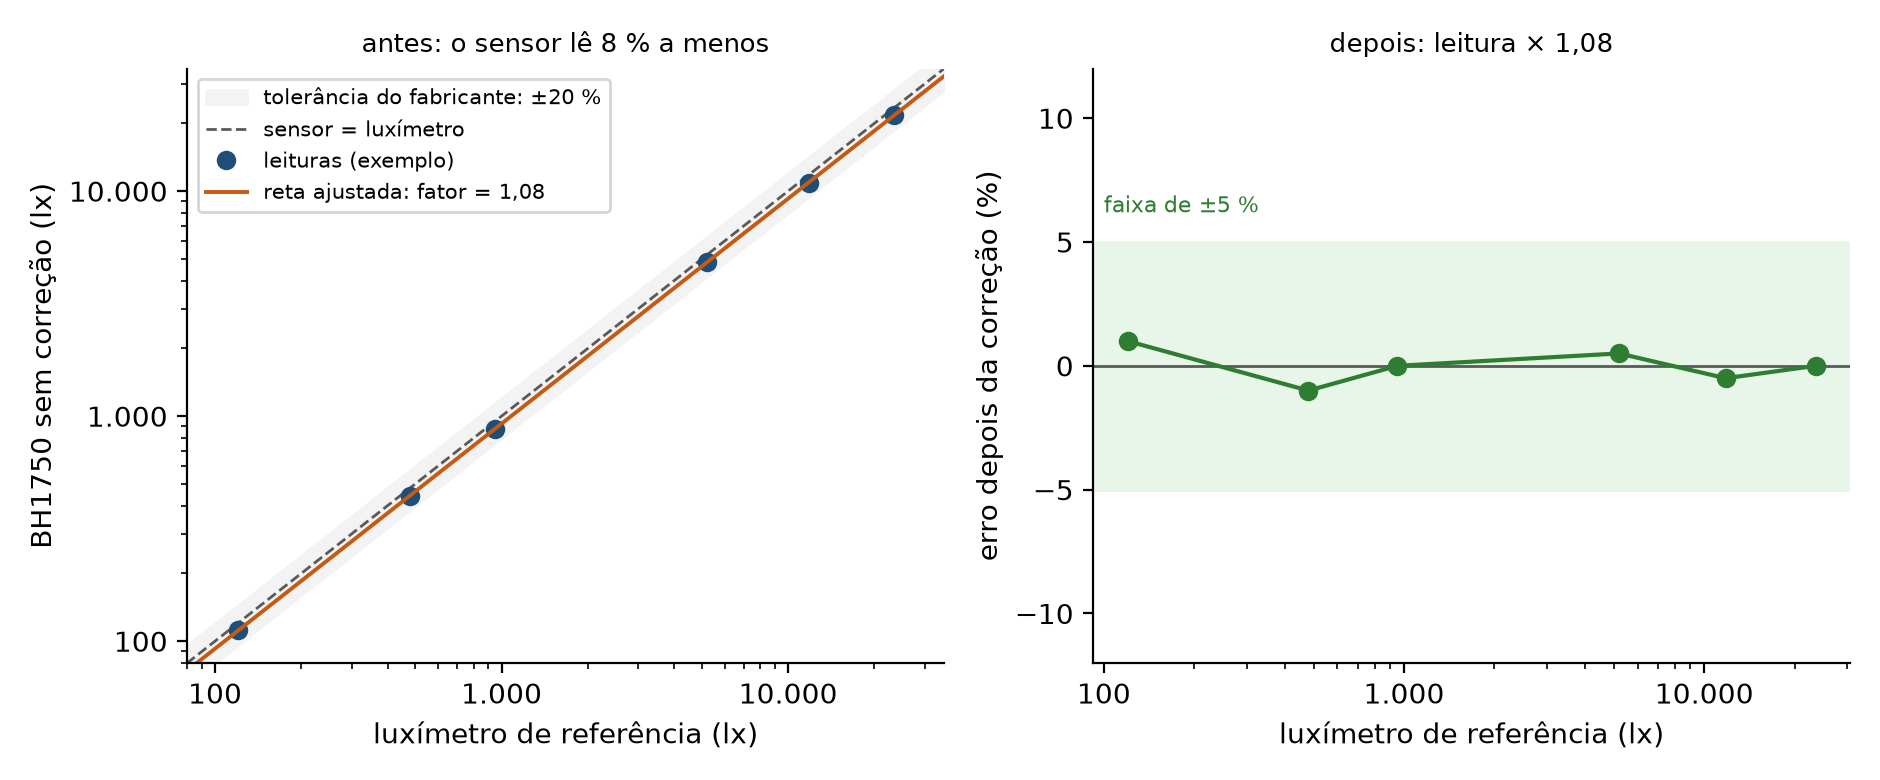 antes: o sensor lê 8 % a menos
tolerância do fabricante: ±20 %
sensor = luxímetro
leituras (exemplo)
reta ajustada: fator = 1,08
BH1750 sem correção (lx)
10.000
1.000
100
100
1.000
10.000
luxímetro de referência (lx)
depois: leitura × 1,08
faixa de ±5 %
erro depois da correção (%)
10
5
0
−5
−10
100
1.000
10.000
luxímetro de referência (lx)